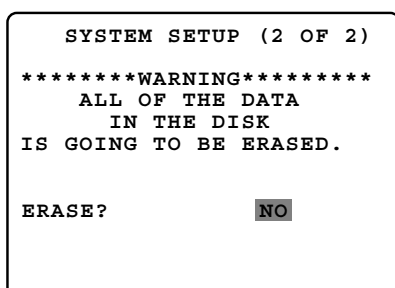 SYSTEM SETUP (2 OF 2)
********WARNING*********
ALL OF THE DATA
IN THE DISK
IS GOING TO BE ERASED.
ERASE? NO